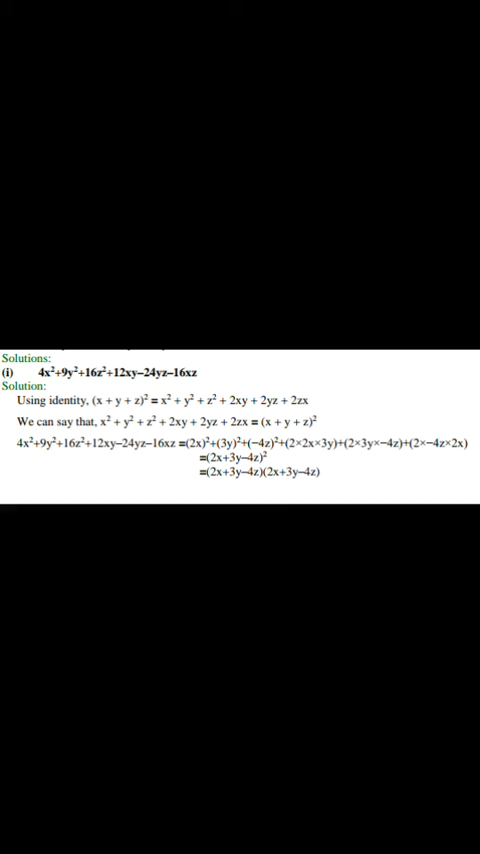 Solutions:
(i) 4x²+9y²+16z²+12xy–24yz–16xz
Solution:
Using identity, (x + y + z)² = x² + y² + z² + 2xy + 2yz + 2zx
We can say that, x² + y² + z² + 2xy + 2yz + 2zx = (x + y + z)²
4x²+9y²+16z²+12xy–24yz–16xz =(2x)²+(3y)²+(−4z)²+(2×2x×3y)+(2×3y×−4z)+(2×−4z×2x)
=(2x+3y–4z)²
=(2x+3y–4z)(2x+3y–4z)